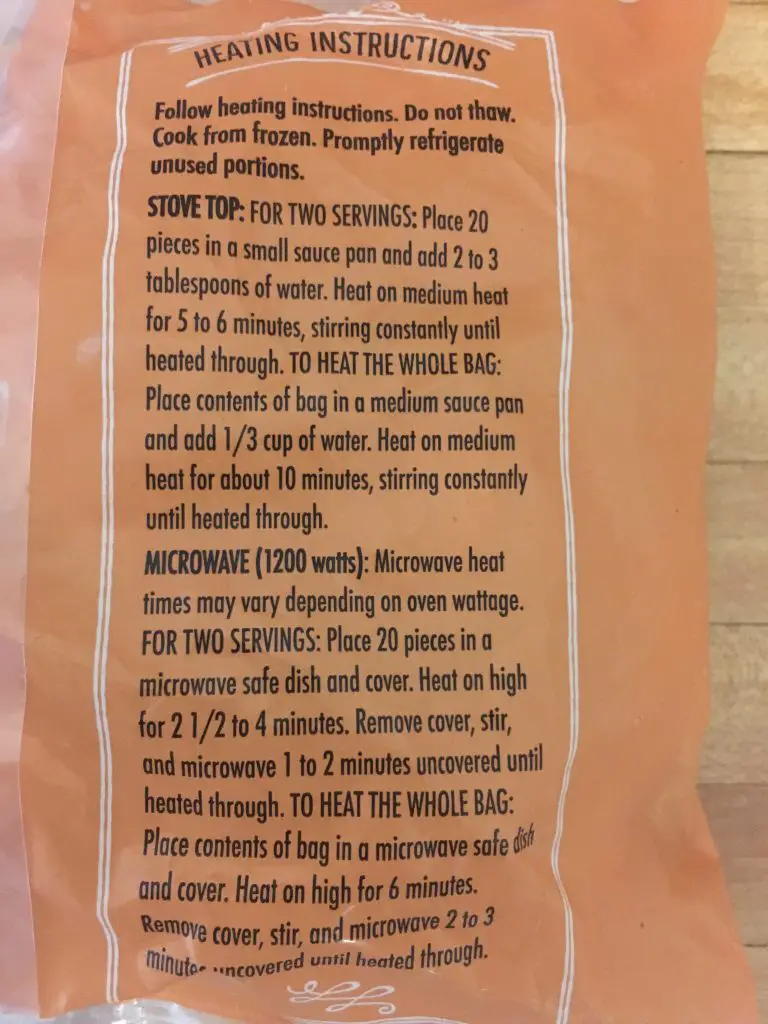 HEATING INSTRUCTIONS
Follow heating instructions. Do not thaw.
Cook from frozen. Promptly refrigerate
unused portions.
STOVE TOP: FOR TWO SERVINGS: Place 20
pieces in a small sauce pan and add 2 to 3
tablespoons of water. Heat on medium heat
for 5 to 6 minutes, stirring constantly until
heated through. TO HEAT THE WHOLE BAG:
Place contents of bag in a medium sauce pan
and add 1/3 cup of water. Heat on medium
heat for about 10 minutes, stirring constantly
until heated through.
MICROWAVE (1200 watts): Microwave heat
times may vary depending on oven wattage.
FOR TWO SERVINGS: Place 20 pieces in a
microwave safe dish and cover. Heat on high
for 2 1/2 to 4 minutes. Remove cover, stir,
and microwave 1 to 2 minutes uncovered until
heated through. TO HEAT THE WHOLE BAG:
Place contents of bag in a microwave safe dish
and cover. Heat on high for 6 minutes.
Remove cover, stir, and microwave 2 to 3
minutes uncovered until heated through.